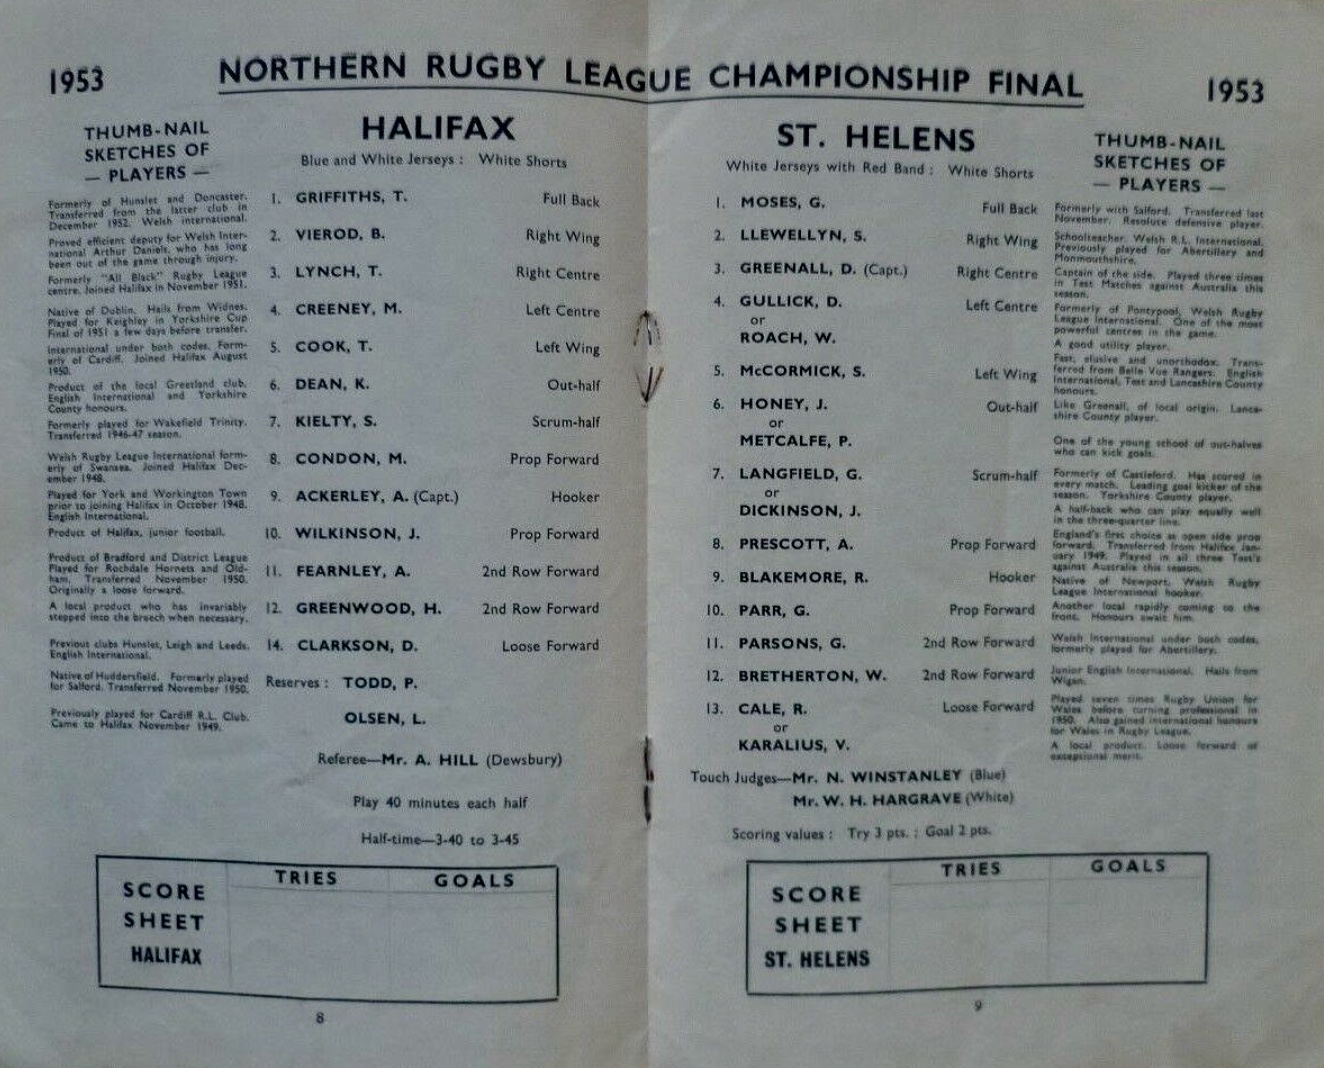 1953
NORTHERN RUGBY LEAGUE CHAMPIONSHIP FINAL
1953
THUMB-NAIL
SKETCHES OF
— PLAYERS —
Formerly of Hunslet and Doncaster.
Transferred from the latter club in
December 1952. Welsh international.
Proved efficient deputy for Welsh Inter-
national Arthur Daniels, who has long
been out of the game through injury.
Formerly "All Black" Rugby League
centre. Joined Halifax in November 1951.
Native of Dublin. Hails from Widnes.
Played for Keighley in Yorkshire Cup
Final of 1951 a few days before transfer.
International under both codes. Form-
erly of Cardiff. Joined Halifax August
1950.
Product of the local Greetland club.
English International and Yorkshire
County honours.
Formerly played for Wakefield Trinity.
Transferred 1946-47 season.
Welsh Rugby League International form-
erly of Swansea. Joined Halifax Dec-
ember 1948.
Played for York and Workington Town
prior to joining Halifax in October 1948.
English International.
Product of Halifax, junior football.
Product of Bradford and District League
Played for Rochdale Hornets and Old-
ham. Transferred November 1950.
Originally a loose forward.
A local product who has invariably
stepped into the breech when necessary.
Previous clubs Hunslet, Leigh and Leeds.
English International.
Native of Huddersfield. Formerly played
for Salford. Transferred November 1950.
Previously played for Cardiff R.L. Club.
Came to Halifax November 1949.
HALIFAX
Blue and White Jerseys : White Shorts
1. GRIFFITHS, T. Full Back
2. VIEROD, B. Right Wing
3. LYNCH, T. Right Centre
4. CREENEY, M. Left Centre
5. COOK, T. Left Wing
6. DEAN, K. Out-half
7. KIELTY, S. Scrum-half
8. CONDON, M. Prop Forward
9. ACKERLEY, A. (Capt.) Hooker
10. WILKINSON, J. Prop Forward
11. FEARNLEY, A. 2nd Row Forward
12. GREENWOOD, H. 2nd Row Forward
14. CLARKSON, D. Loose Forward
Reserves : TODD, P.
OLSEN, L.
Referee—Mr. A. HILL (Dewsbury)
Play 40 minutes each half
Half-time—3-40 to 3-45
SCORE
SHEET
HALIFAX
TRIES
GOALS
8
ST. HELENS
White Jerseys with Red Band : White Shorts
1. MOSES, G. Full Back
2. LLEWELLYN, S. Right Wing
3. GREENALL, D. (Capt.) Right Centre
4. GULLICK, D. Left Centre
or
ROACH, W.
5. McCORMICK, S. Left Wing
6. HONEY, J. Out-half
or
METCALFE, P.
7. LANGFIELD, G. Scrum-half
or
DICKINSON, J.
8. PRESCOTT, A. Prop Forward
9. BLAKEMORE, R. Hooker
10. PARR, G. Prop Forward
11. PARSONS, G. 2nd Row Forward
12. BRETHERTON, W. 2nd Row Forward
13. CALE, R. Loose Forward
or
KARALIUS, V.
Touch Judges—Mr. N. WINSTANLEY (Blue)
Mr. W. H. HARGRAVE (White)
Scoring values : Try 3 pts. ; Goal 2 pts.
SCORE
SHEET
ST. HELENS
TRIES
GOALS
9
THUMB-NAIL
SKETCHES OF
— PLAYERS —
Formerly with Salford. Transferred last
November. Resolute defensive player.
Schoolteacher. Welsh R.L. International.
Previously played for Abertillery and
Monmouthshire.
Captain of the side. Played three times
in Test Matches against Australia this
season.
Formerly of Pontypool, Welsh Rugby
League International. One of the most
powerful centres in the game.
A good utility player.
Fast, elusive and unorthodox. Trans-
ferred from Belle Vue Rangers. English
International, Test and Lancashire County
honours.
Like Greenall, of local origin. Lanca-
shire County player.
One of the young school of out-halves
who can kick goals.
Formerly of Castleford. Has scored in
every match. Leading goal kicker of the
season. Yorkshire County player.
A half-back who can play equally well
in the three-quarter line.
England's first choice as open side prop
forward. Transferred from Halifax Jan-
uary 1949. Played in all three Test's
against Australia this season.
Native of Newport, Welsh Rugby
League International hooker.
Another local rapidly coming to the
front. Honours await him.
Welsh International under both codes,
formerly played for Abertillery.
Junior English International. Hails from
Wigan.
Played seven times Rugby Union for
Wales before turning professional in
1950. Also gained international honours
for Wales in Rugby League.
A local product. Loose forward of
exceptional merit.